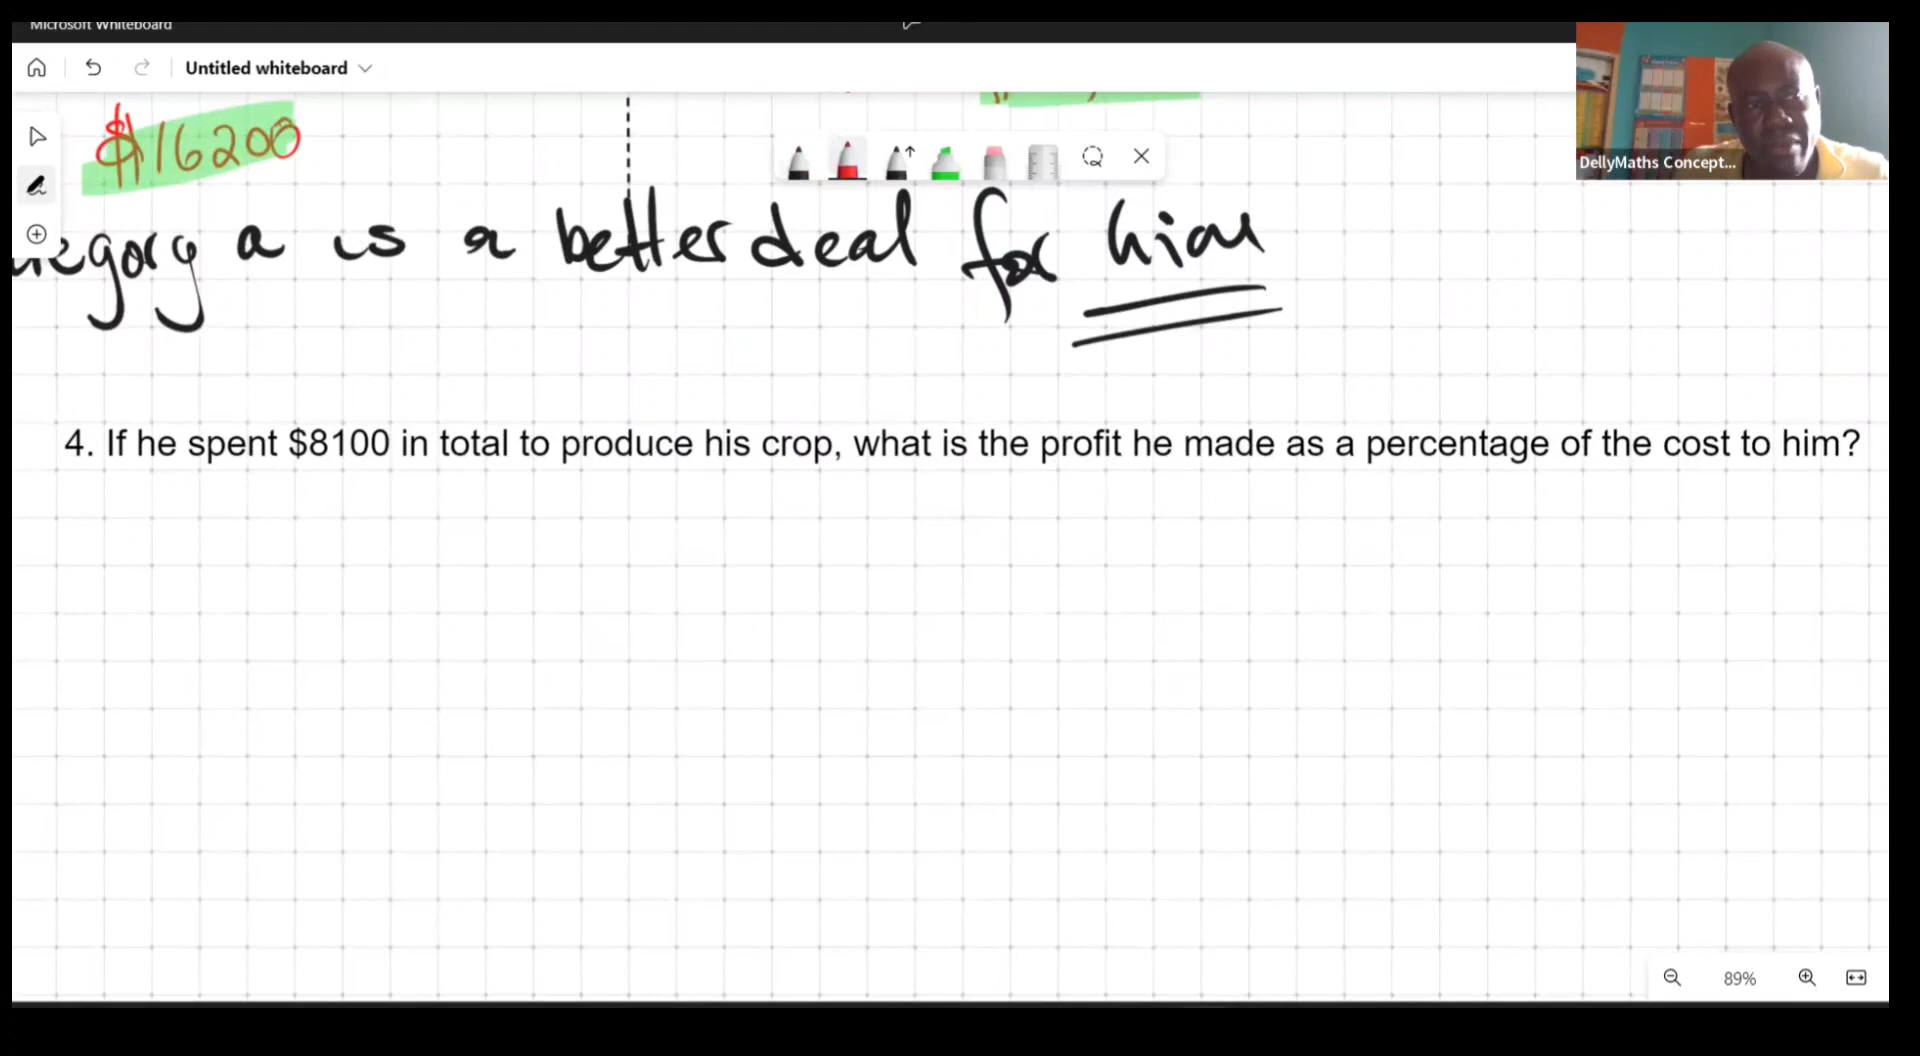 Microsoft Whiteboard
Untitled whiteboard
$16200
a is a better deal for him
DellyMaths Concept...
4. If he spent $8100 in total to produce his crop, what is the profit he made as a percentage of the cost to him?
89%